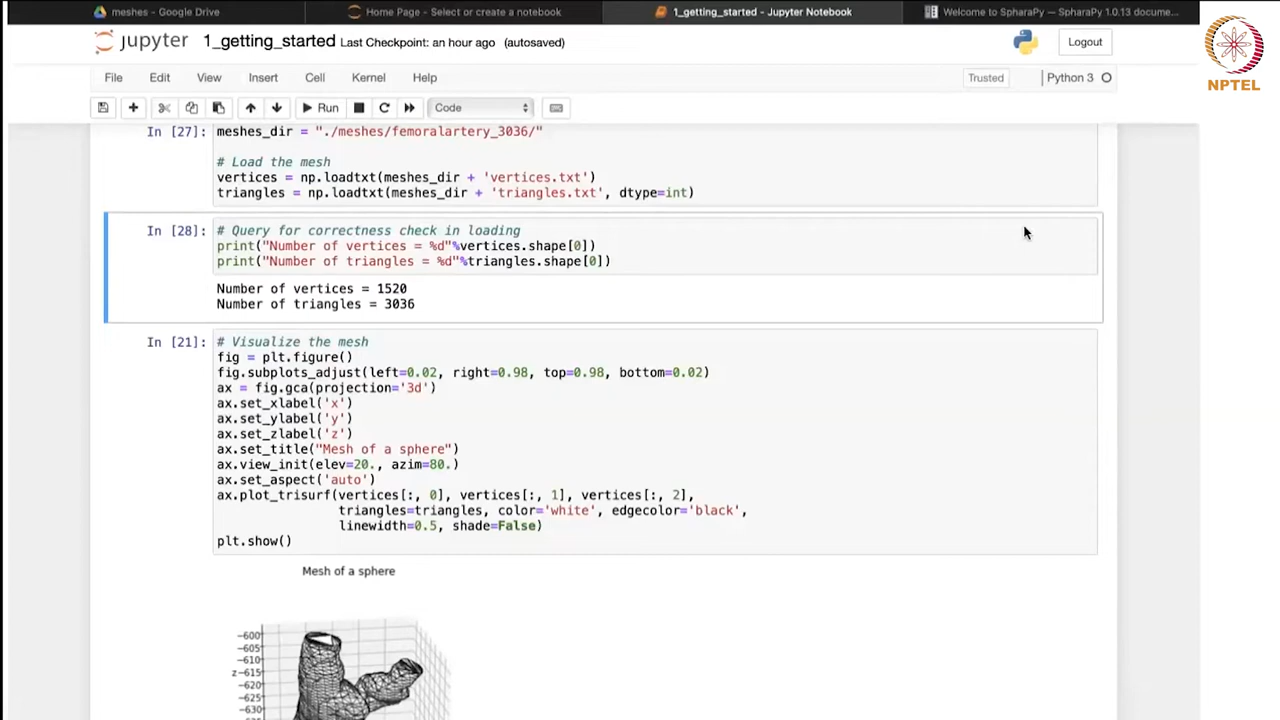 meshes - Google Drive
Home Page - Select or create a notebook
1_getting_started - Jupyter Notebook
Welcome to SpharaPy — SpharaPy 1.0.13 docume...
NPTEL
jupyter 1_getting_started Last Checkpoint: an hour ago (autosaved)
Logout
File Edit View Insert Cell Kernel Help
Trusted
Python 3
Run
Code
In [27]: meshes_dir = "./meshes/femoralartery_3036/"
# Load the mesh
vertices = np.loadtxt(meshes_dir + 'vertices.txt')
triangles = np.loadtxt(meshes_dir + 'triangles.txt', dtype=int)
In [28]: # Query for correctness check in loading
print("Number of vertices = %d"%vertices.shape[0])
print("Number of triangles = %d"%triangles.shape[0])
Number of vertices = 1520
Number of triangles = 3036
In [21]: # Visualize the mesh
fig = plt.figure()
fig.subplots_adjust(left=0.02, right=0.98, top=0.98, bottom=0.02)
ax = fig.gca(projection='3d')
ax.set_xlabel('x')
ax.set_ylabel('y')
ax.set_zlabel('z')
ax.set_title("Mesh of a sphere")
ax.view_init(elev=20., azim=80.)
ax.set_aspect('auto')
ax.plot_trisurf(vertices[:, 0], vertices[:, 1], vertices[:, 2],
triangles=triangles, color='white', edgecolor='black',
linewidth=0.5, shade=False)
plt.show()
Mesh of a sphere
-600
-605
-610
z -615
-620
-625
-630